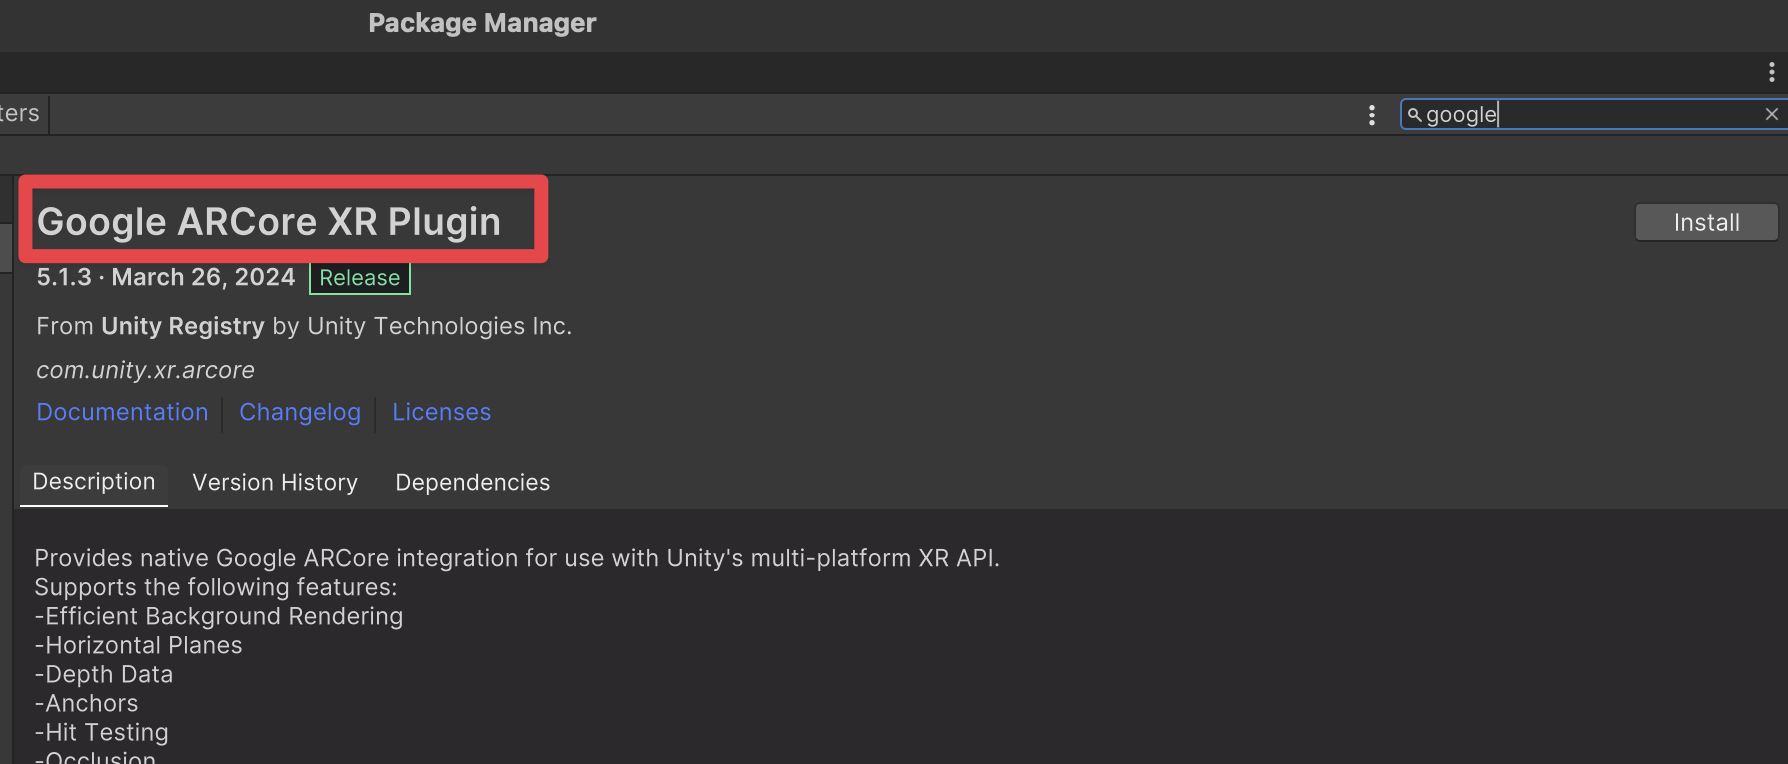 Package Manager
ters
google
Google ARCore XR Plugin
Install
5.1.3 · March 26, 2024 Release
From Unity Registry by Unity Technologies Inc.
com.unity.xr.arcore
Documentation Changelog Licenses
Description Version History Dependencies
Provides native Google ARCore integration for use with Unity's multi-platform XR API.
Supports the following features:
-Efficient Background Rendering
-Horizontal Planes
-Depth Data
-Anchors
-Hit Testing
-Occlusion